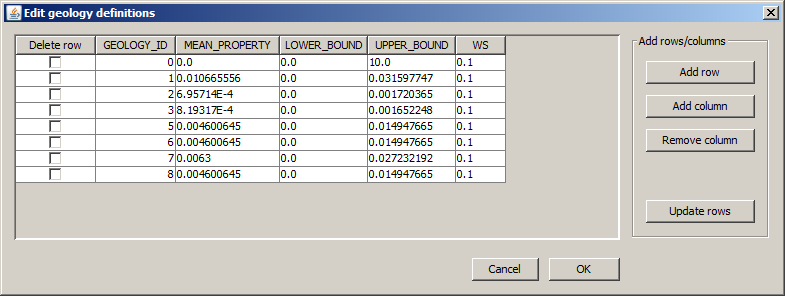 Edit geology definitions
Delete row GEOLOGY_ID MEAN_PROPERTY LOWER_BOUND UPPER_BOUND WS
0 0.0 0.0 10.0 0.1
1 0.010665556 0.0 0.031597747 0.1
2 6.95714E-4 0.0 0.001720365 0.1
3 8.19317E-4 0.0 0.001652248 0.1
5 0.004600645 0.0 0.014947665 0.1
6 0.004600645 0.0 0.014947665 0.1
7 0.0063 0.0 0.027232192 0.1
8 0.004600645 0.0 0.014947665 0.1
Add rows/columns
Add row
Add column
Remove column
Update rows
Cancel OK